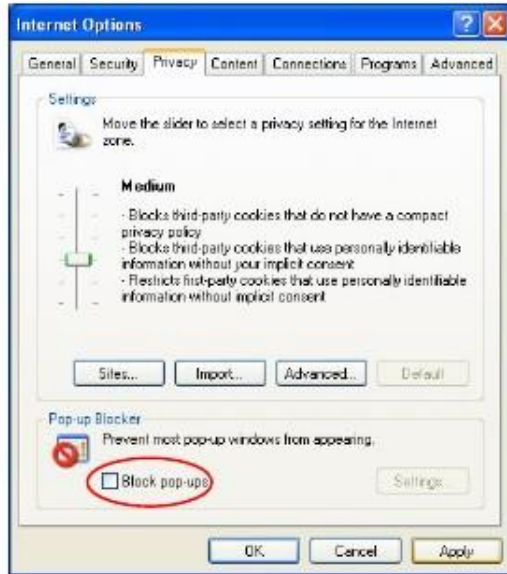 Internet Options
General Security Privacy Content Connections Programs Advanced
Settings
Move the slider to select a privacy setting for the Internet
zone.
Medium
- Blocks third-party cookies that do not have a compact
privacy policy
- Blocks third-party cookies that use personally identifiable
information without your implicit consent
- Restricts first-party cookies that use personally identifiable
information without implicit consent
Sites... Import... Advanced... Default
Pop-up Blocker
Prevent most pop-up windows from appearing.
Block pop-ups Settings...
OK Cancel Apply